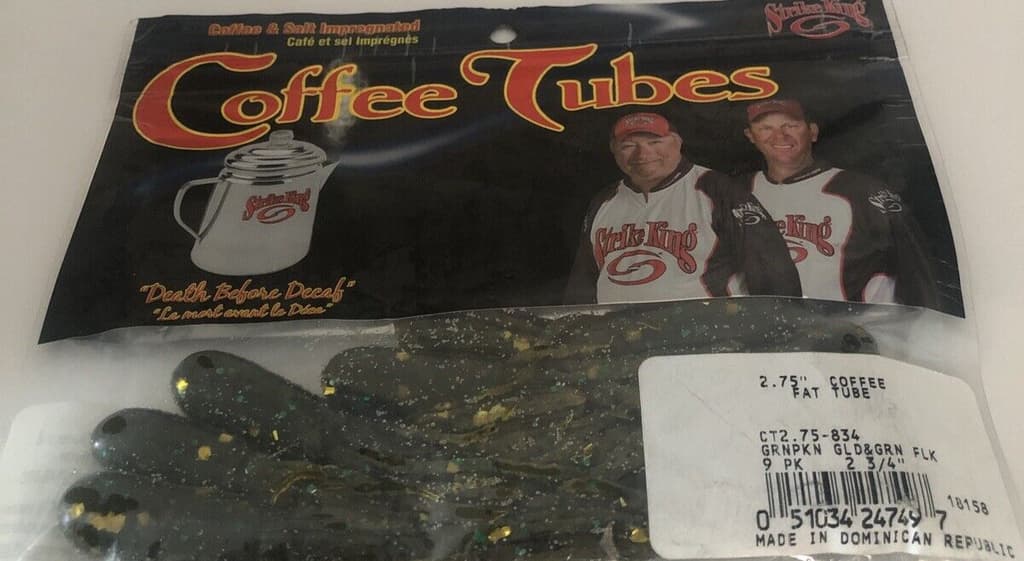 Coffee & Salt Impregnated
Café et sel Imprégnés
Strike King
Coffee Tubes
Strike King
Strike King
Strike King
"Death Before Decaf"
"La mort avant le Déca"
2.75" COFFEE
FAT TUBE
CT2.75-834
GRNPKN GLD&GRN FLK
9 PK 2 3/4"
18158
0 51034 24749 7
MADE IN DOMINICAN REPUBLIC